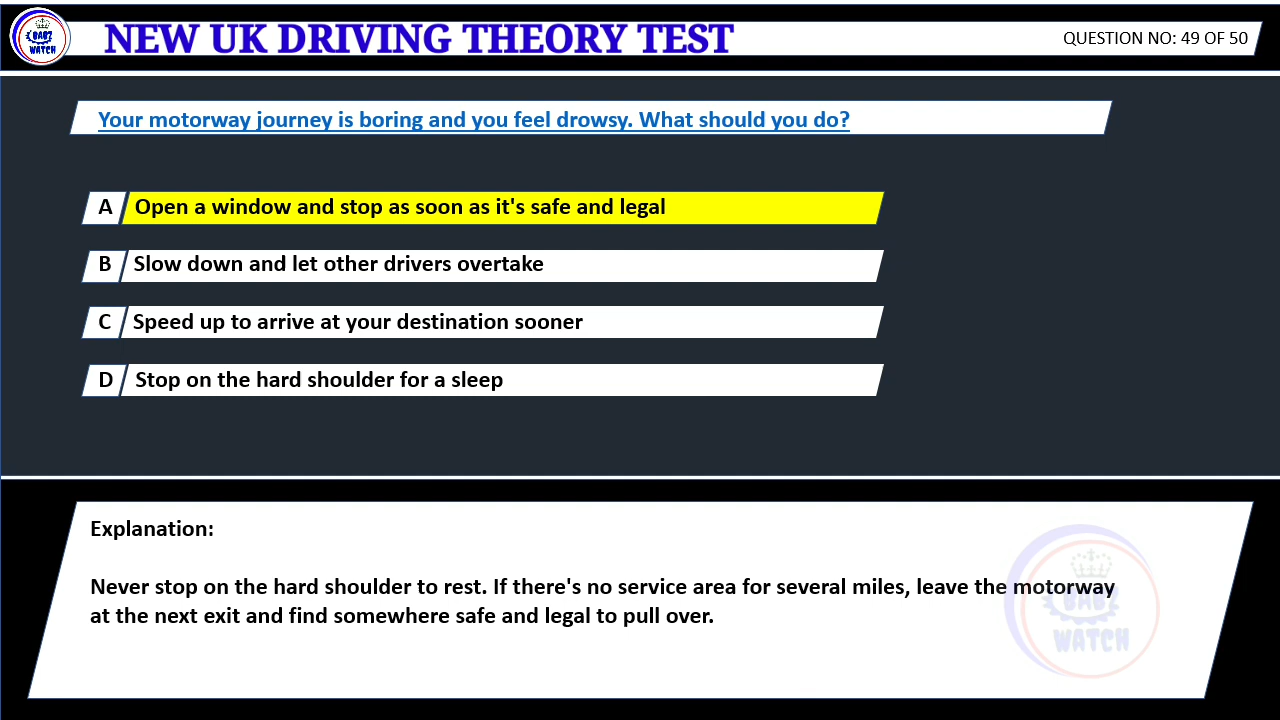 BABZ
WATCH
NEW UK DRIVING THEORY TEST
QUESTION NO: 49 OF 50
Your motorway journey is boring and you feel drowsy. What should you do?
A Open a window and stop as soon as it's safe and legal
B Slow down and let other drivers overtake
C Speed up to arrive at your destination sooner
D Stop on the hard shoulder for a sleep
Explanation:
Never stop on the hard shoulder to rest. If there's no service area for several miles, leave the motorway
at the next exit and find somewhere safe and legal to pull over.
BABZ
WATCH